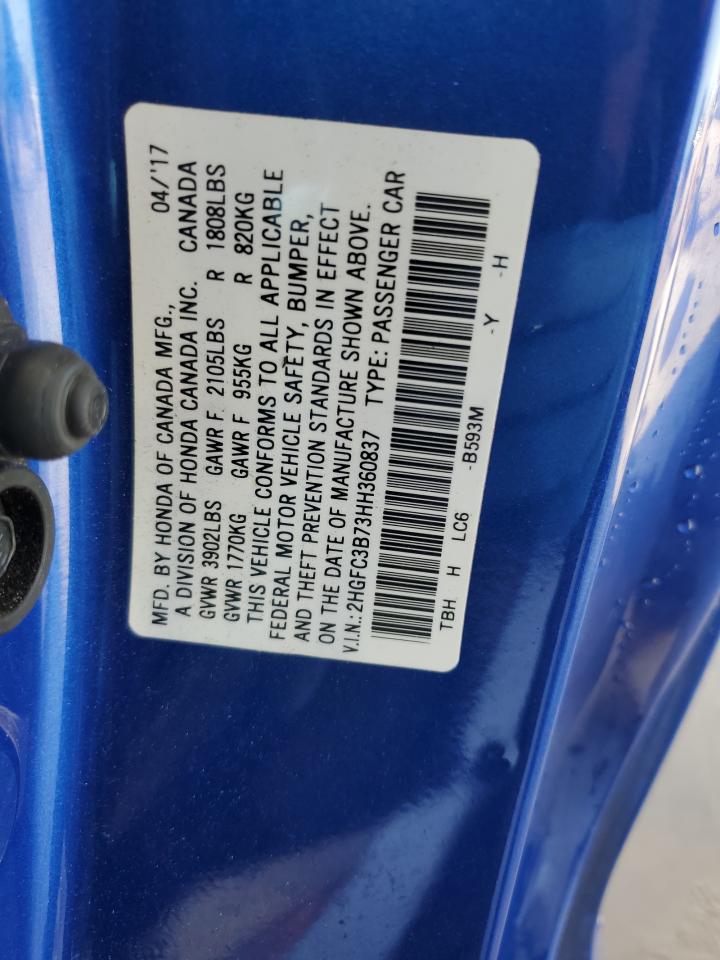 MFD. BY HONDA OF CANADA MFG., 04/'17
A DIVISION OF HONDA CANADA INC. CANADA
GVWR 3902LBS GAWR F. 2105LBS R 1808LBS
GVWR 1770KG GAWR F 955KG R 820KG
THIS VEHICLE CONFORMS TO ALL APPLICABLE
FEDERAL MOTOR VEHICLE SAFETY, BUMPER,
AND THEFT PREVENTION STANDARDS IN EFFECT
ON THE DATE OF MANUFACTURE SHOWN ABOVE.
V.I.N.: 2HGFC3B73HH360837 TYPE: PASSENGER CAR
TBH H LC6 -B593M -Y -H